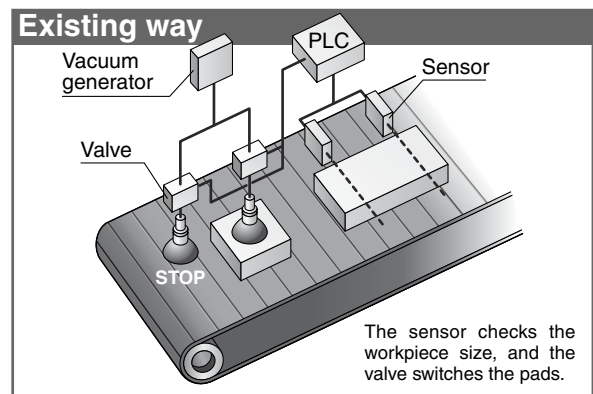 Existing way
Vacuum
generator
PLC
Sensor
Valve
STOP
The sensor checks the
workpiece size, and the
valve switches the pads.